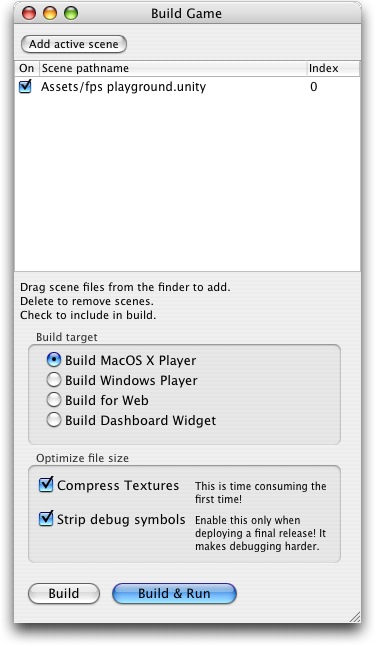 Build Game
Add active scene
On Scene pathname Index
Assets/fps playground.unity 0
Drag scene files from the finder to add.
Delete to remove scenes.
Check to include in build.
Build target
Build MacOS X Player
Build Windows Player
Build for Web
Build Dashboard Widget
Optimize file size
Compress Textures
This is time consuming the
first time!
Strip debug symbols
Enable this only when
deploying a final release! It
makes debugging harder.
Build
Build & Run